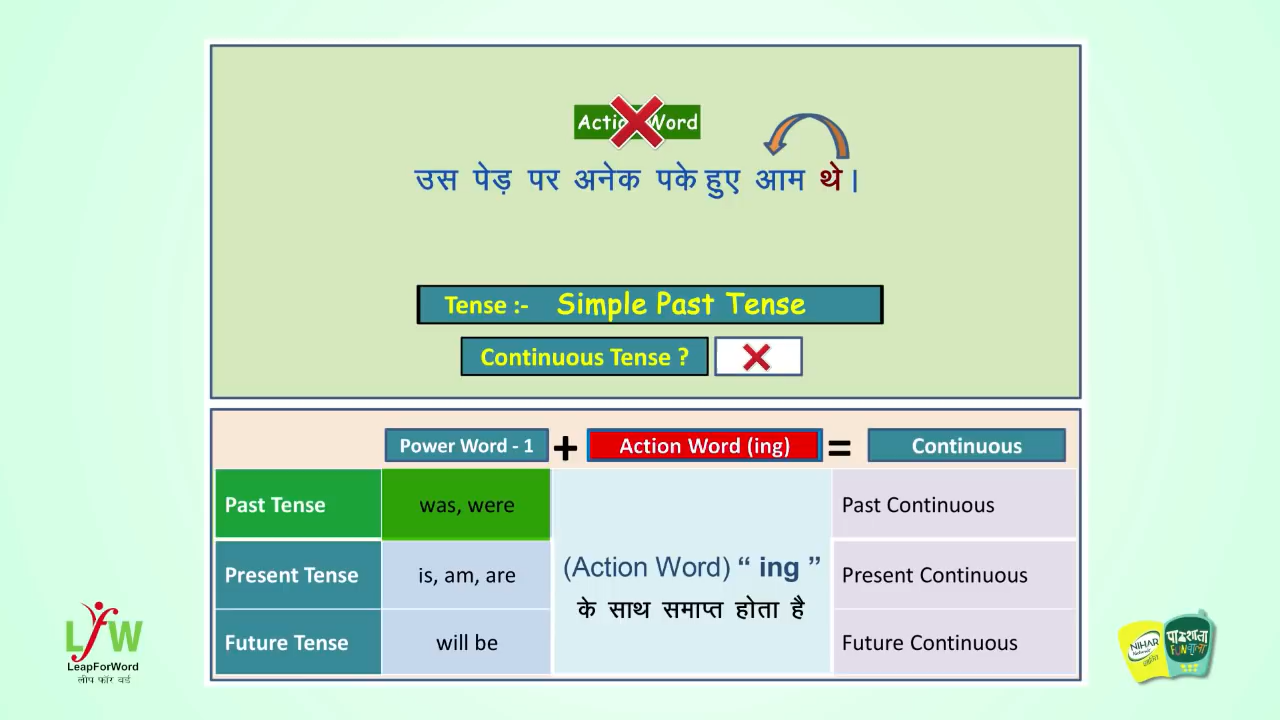 Action Word
उस पेड़ पर अनेक पके हुए आम थे।
Tense :- Simple Past Tense
Continuous Tense ?
Power Word - 1 + Action Word (ing) = Continuous
Past Tense was, were Past Continuous
(Action Word) “ ing ”
Present Tense is, am, are Present Continuous
के साथ समाप्त होता है
Future Tense will be Future Continuous
LFW
LeapForWord
लीप फॉर वर्ड
NIHAR
पाठशाला
FUNवाला